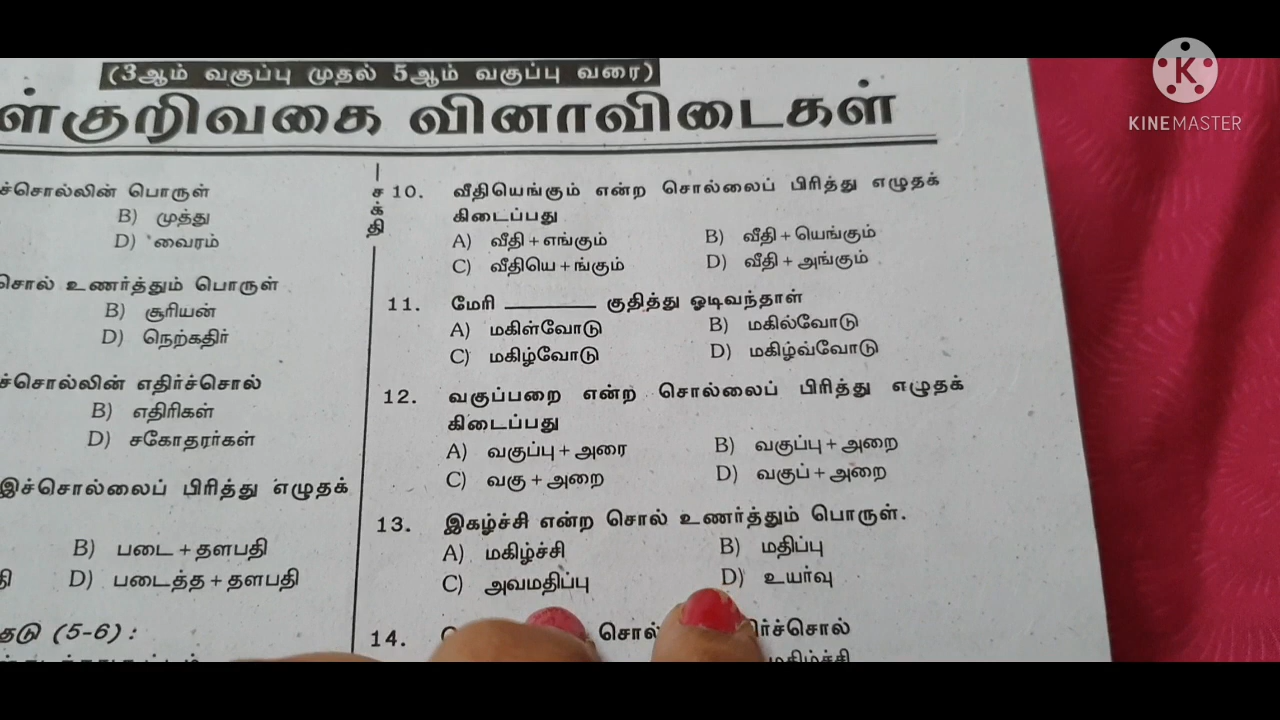 (3ஆம் வகுப்பு முதல் 5ஆம் வகுப்பு வரை)
வினாவிடைகள்
பொருள்
B) முத்து
D) வைரம்
உணர்த்தும் பொருள்
B) சூரியன்
D) நெற்கதிர்
எதிர்ச்சொல்
B) எதிரிகள்
D) சகோதரர்கள்
இச்சொல்லைப் பிரித்து எழுதக்
B) படை + தளபதி
D) படைத்த + தளபதி
(5-6) :
சக்தி
10. வீதியெங்கும் என்ற சொல்லைப் பிரித்து எழுதக்
கிடைப்பது
A) வீதி + எங்கும் B) வீதி + யெங்கும்
C) வீதியெ + ங்கும் D) வீதி + அங்கும்
11. மேரி ________ குதித்து ஓடிவந்தாள்
A) மகிள்வோடு B) மகில்வோடு
C) மகிழ்வோடு D) மகிழ்வ்வோடு
12. வகுப்பறை என்ற சொல்லைப் பிரித்து எழுதக்
கிடைப்பது
A) வகுப்பு + அரை B) வகுப்பு + அறை
C) வகு + அறை D) வகுப் + அறை
13. இகழ்ச்சி என்ற சொல் உணர்த்தும் பொருள்.
A) மகிழ்ச்சி B) மதிப்பு
C) அவமதிப்பு D) உயர்வு
14.
K
KINEMASTER